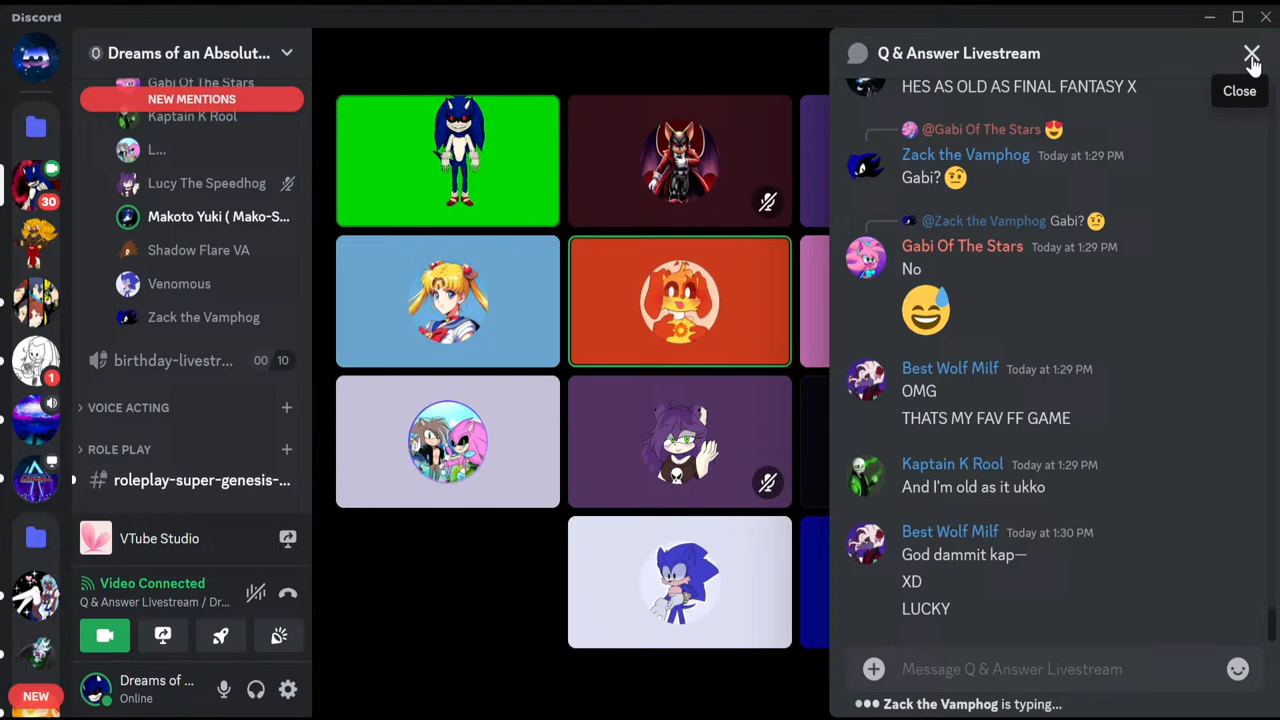 Discord
Dreams of an Absolut...
Gabi Of The Stars
NEW MENTIONS
Kaptain K Rool
L...
Lucy The Speedhog
Makoto Yuki ( Mako-S...
Shadow Flare VA
Venomous
Zack the Vamphog
birthday-livestr... 00 10
VOICE ACTING
ROLE PLAY
roleplay-super-genesis-...
VTube Studio
Video Connected
Q & Answer Livestream / Dr...
Dreams of ...
Online
30
1
NEW
Q & Answer Livestream
Close
HES AS OLD AS FINAL FANTASY X
@Gabi Of The Stars 😍
Zack the Vamphog Today at 1:29 PM
Gabi? 🤨
@Zack the Vamphog Gabi? 🤨
Gabi Of The Stars Today at 1:29 PM
No
😅
Best Wolf Milf Today at 1:29 PM
OMG
THATS MY FAV FF GAME
Kaptain K Rool Today at 1:29 PM
And I'm old as it ukko
Best Wolf Milf Today at 1:30 PM
God dammit kap—
XD
LUCKY
Message Q & Answer Livestream
Zack the Vamphog is typing...